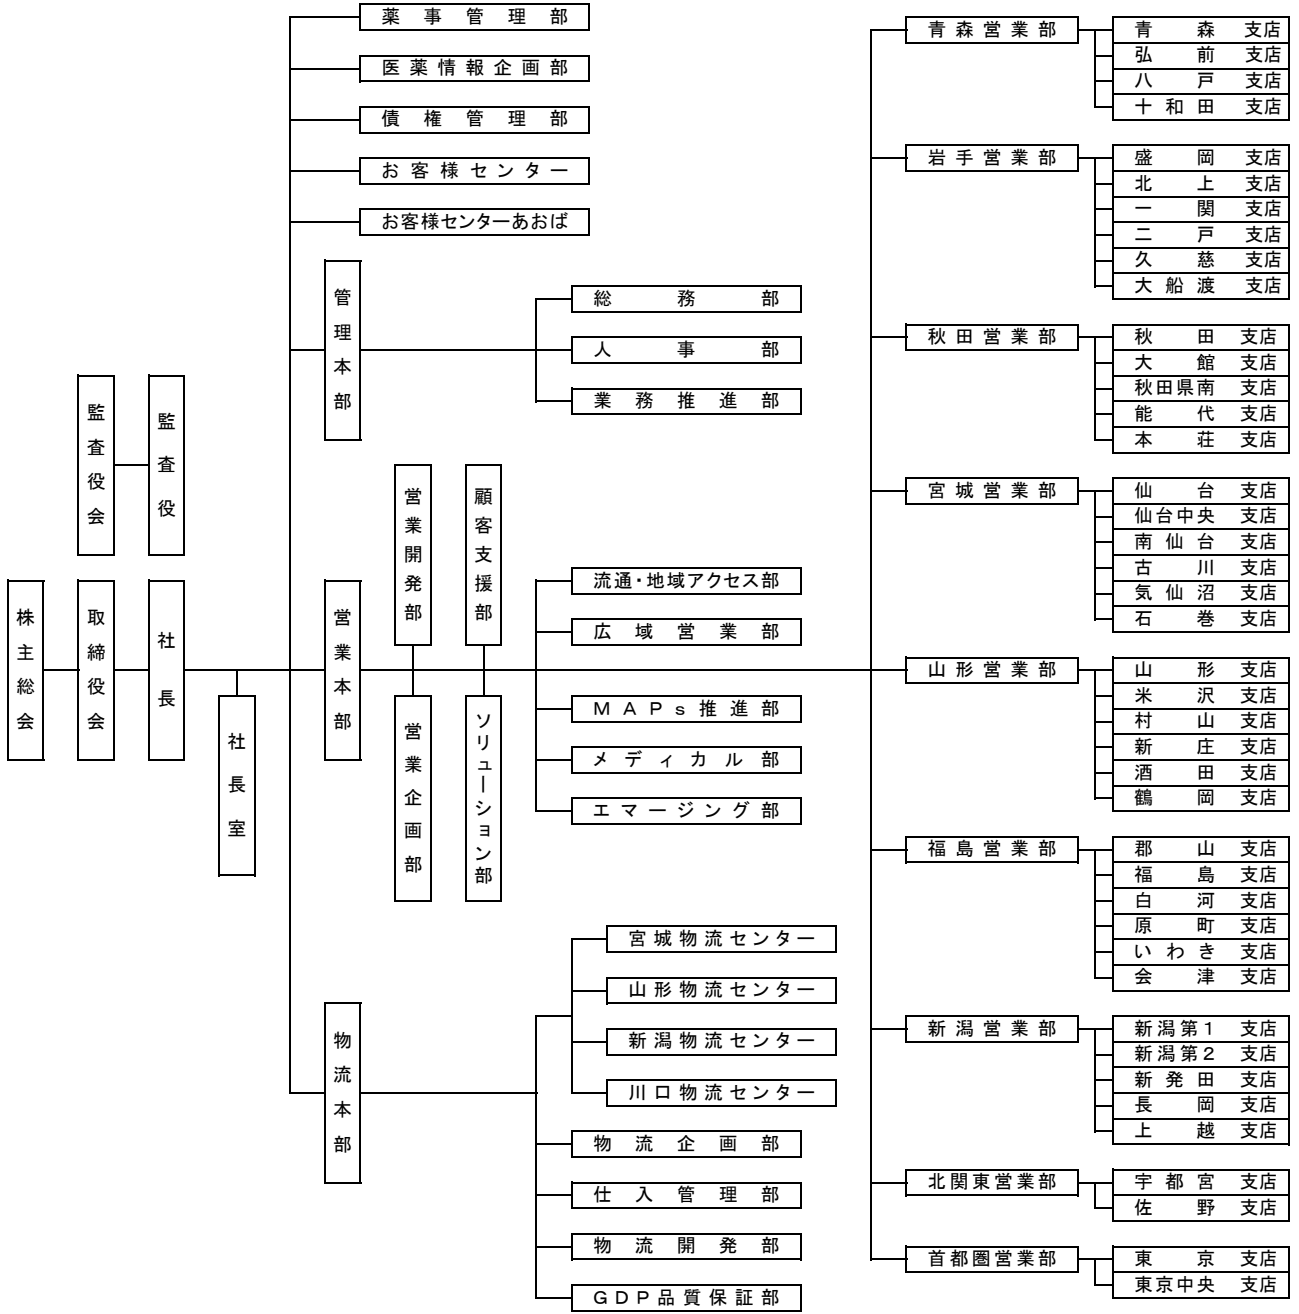 株主総会
取締役会
監査役会
監査役
社長
社長室
薬事管理部
医薬情報企画部
債権管理部
お客様センター
お客様センターあおば
管理本部
総務部
人事部
業務推進部
営業本部
営業開発部
顧客支援部
営業企画部
ソリューション部
流通・地域アクセス部
広域営業部
MAPs推進部
メディカル部
エマージング部
物流本部
宮城物流センター
山形物流センター
新潟物流センター
川口物流センター
物流企画部
仕入管理部
物流開発部
GDP品質保証部
青森営業部
青森 支店
弘前 支店
八戸 支店
十和田 支店
岩手営業部
盛岡 支店
北上 支店
一関 支店
二戸 支店
久慈 支店
大船渡 支店
秋田営業部
秋田 支店
大館 支店
秋田県南 支店
能代 支店
本荘 支店
宮城営業部
仙台 支店
仙台中央 支店
南仙台 支店
古川 支店
気仙沼 支店
石巻 支店
山形営業部
山形 支店
米沢 支店
村山 支店
新庄 支店
酒田 支店
鶴岡 支店
福島営業部
郡山 支店
福島 支店
白河 支店
原町 支店
いわき 支店
会津 支店
新潟営業部
新潟第1 支店
新潟第2 支店
新発田 支店
長岡 支店
上越 支店
北関東営業部
宇都宮 支店
佐野 支店
首都圏営業部
東京 支店
東京中央 支店